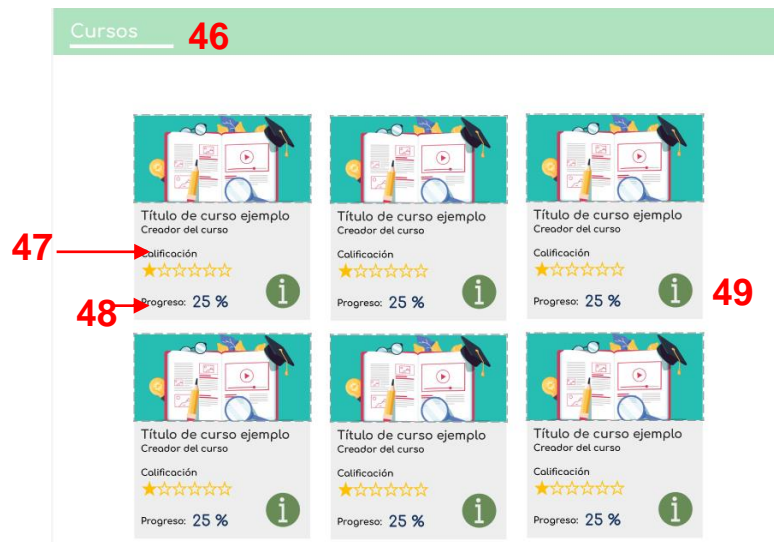 Cursos
46
Título de curso ejemplo
Creador del curso
Calificación
Progreso: 25 %
i
Título de curso ejemplo
Creador del curso
Calificación
Progreso: 25 %
i
Título de curso ejemplo
Creador del curso
Calificación
Progreso: 25 %
i
47
48
49
Título de curso ejemplo
Creador del curso
Calificación
Progreso: 25 %
i
Título de curso ejemplo
Creador del curso
Calificación
Progreso: 25 %
i
Título de curso ejemplo
Creador del curso
Calificación
Progreso: 25 %
i